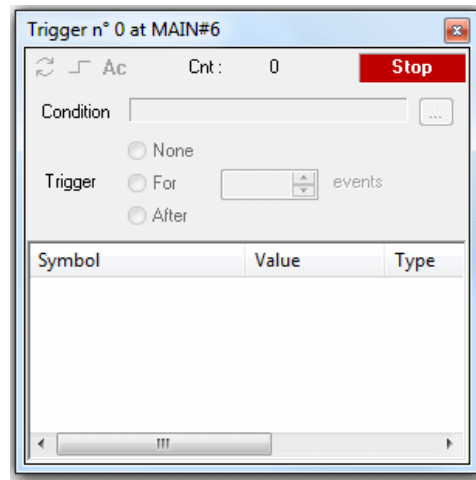 Trigger n° 0 at MAIN#6
Ac Cnt : 0 Stop
Condition ...
None
Trigger For events
After
Symbol Value Type